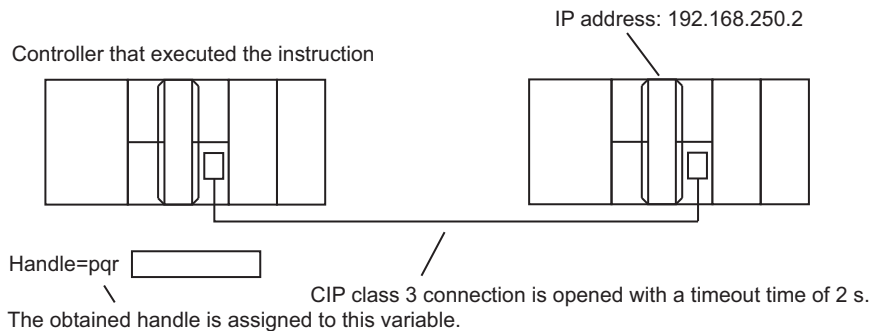 IP address: 192.168.250.2
Controller that executed the instruction
Handle=pqr
CIP class 3 connection is opened with a timeout time of 2 s.
The obtained handle is assigned to this variable.